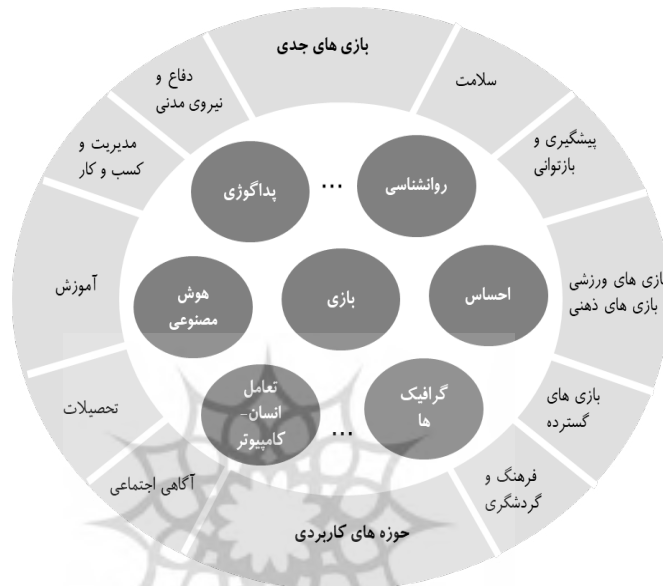 بازی های جدی
سلامت
پیشگیری و
بازتوانی
بازی های ورزشی
بازی های ذهنی
بازی های
گسترده
فرهنگ و
گردشگری
حوزه های کاربردی
آگاهی اجتماعی
تحصیلات
آموزش
مدیریت و
کسب و کار
دفاع و
نیروی مدنی
روانشناسی
...
پداگوژی
احساس
بازی
هوش
مصنوعی
گرافیک
ها
...
تعامل
انسان-
کامپیوتر